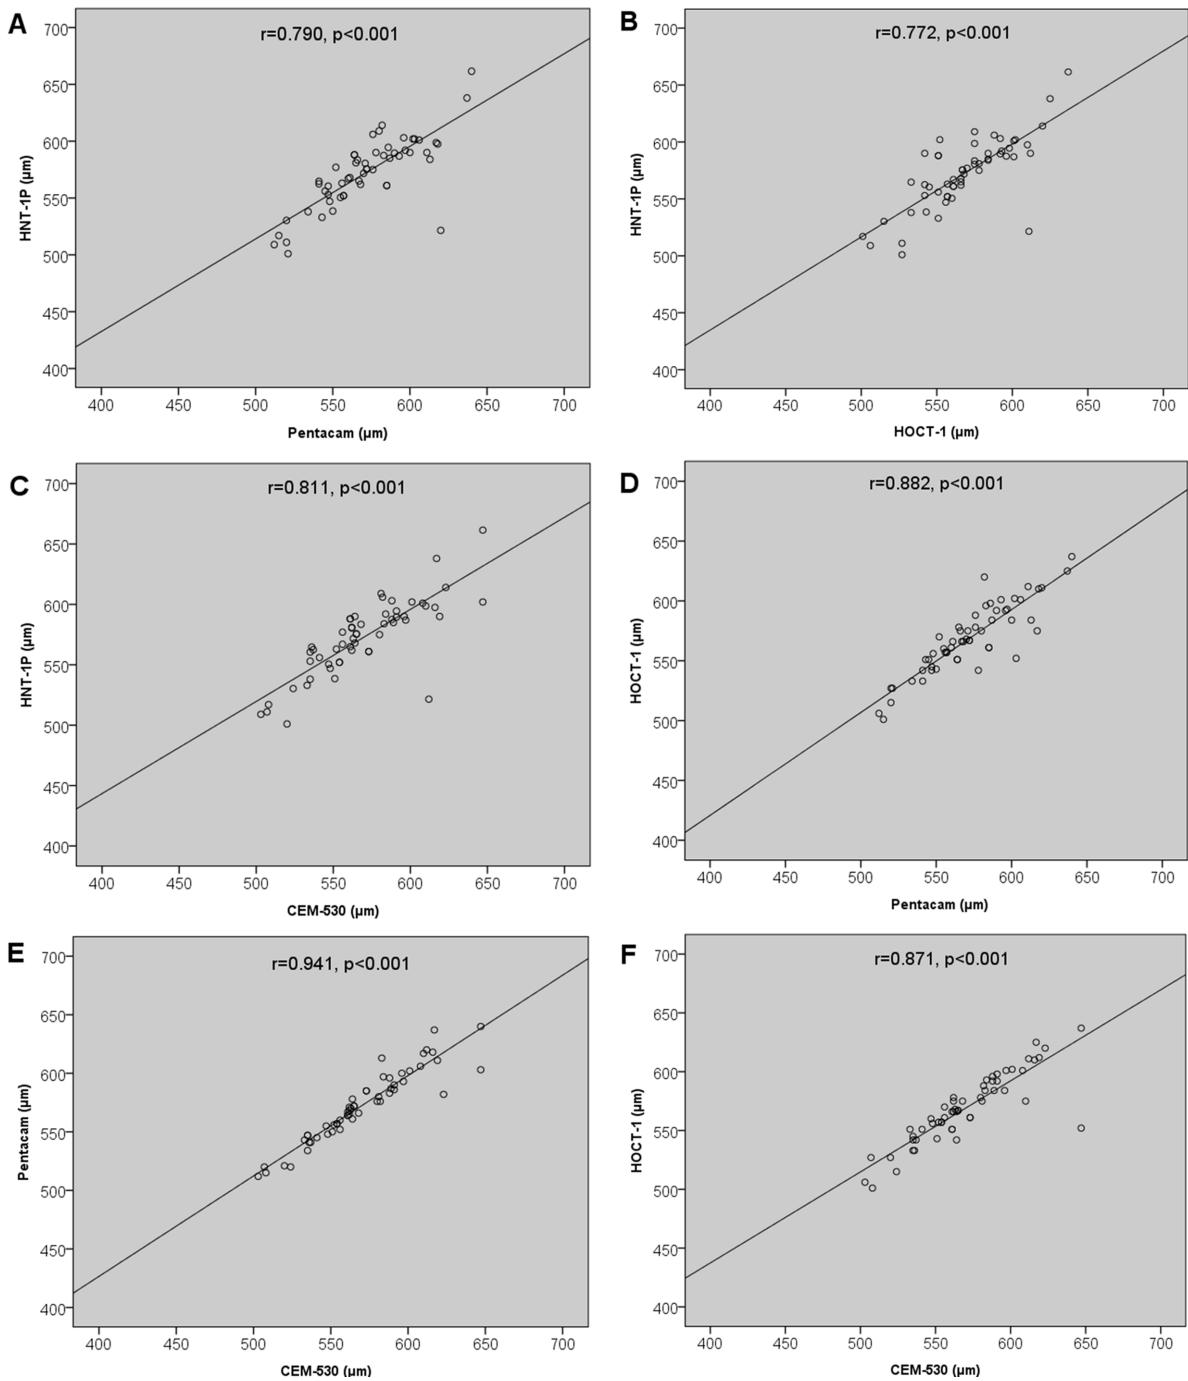 A
r=0.790, p<0.001
700
650
600
550
500
450
400
HNT-1P (µm)
400 450 500 550 600 650 700
Pentacam (µm)
B
r=0.772, p<0.001
700
650
600
550
500
450
400
HNT-1P (µm)
400 450 500 550 600 650 700
HOCT-1 (µm)
C
r=0.811, p<0.001
700
650
600
550
500
450
400
HNT-1P (µm)
400 450 500 550 600 650 700
CEM-530 (µm)
D
r=0.882, p<0.001
700
650
600
550
500
450
400
HOCT-1 (µm)
400 450 500 550 600 650 700
Pentacam (µm)
E
r=0.941, p<0.001
700
650
600
550
500
450
400
Pentacam (µm)
400 450 500 550 600 650 700
CEM-530 (µm)
F
r=0.871, p<0.001
700
650
600
550
500
450
400
HOCT-1 (µm)
400 450 500 550 600 650 700
CEM-530 (µm)